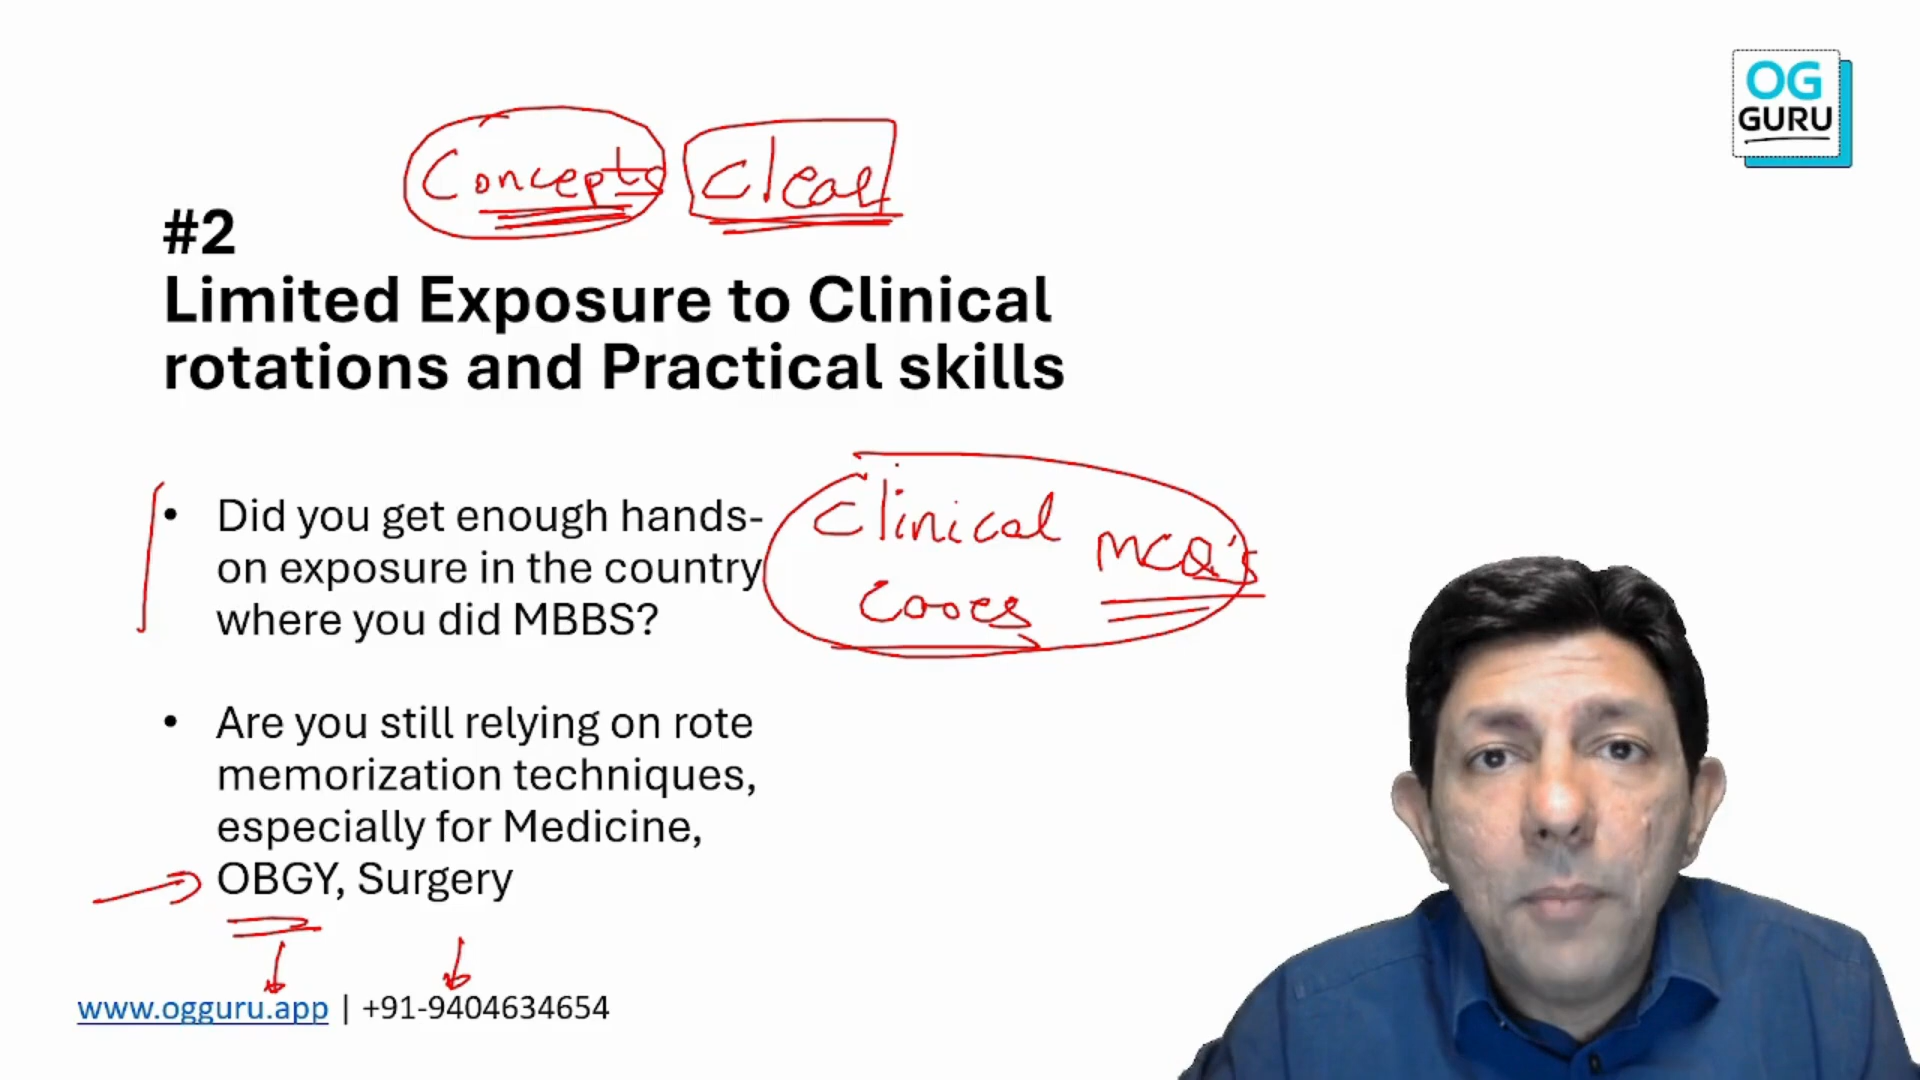 OG
GURU
Concepts Clear
#2
Limited Exposure to Clinical
rotations and Practical skills
• Did you get enough hands-
on exposure in the country
where you did MBBS?
Clinical MCQ's
Cases
• Are you still relying on rote
memorization techniques,
especially for Medicine,
OBGY, Surgery
www.ogguru.app | +91-9404634654